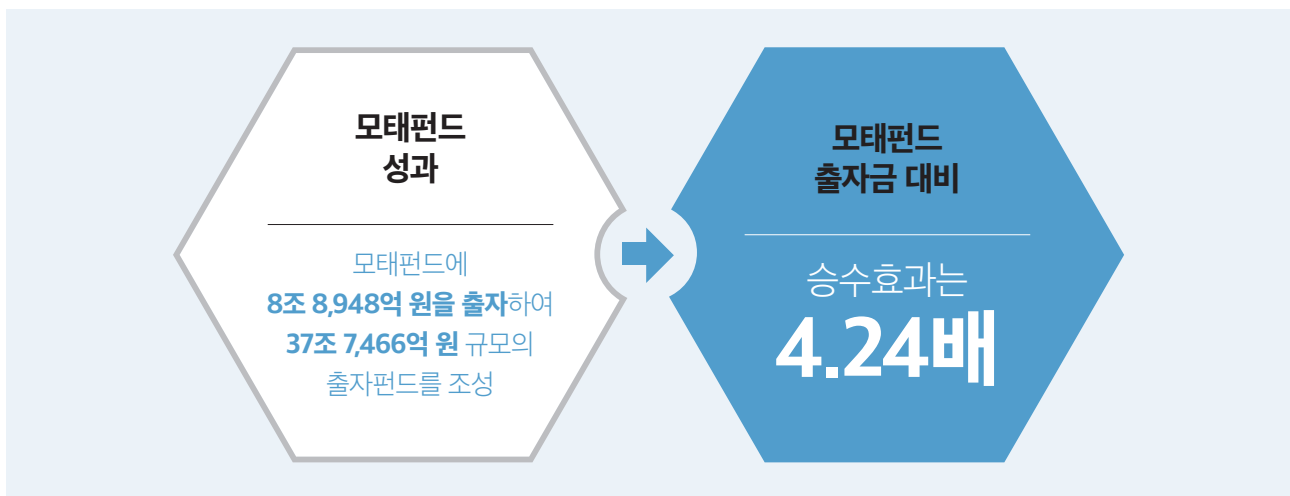 모태펀드
성과
모태펀드에
8조 8,948억 원을 출자하여
37조 7,466억 원 규모의
출자펀드를 조성
모태펀드
출자금 대비
승수효과는
4.24배